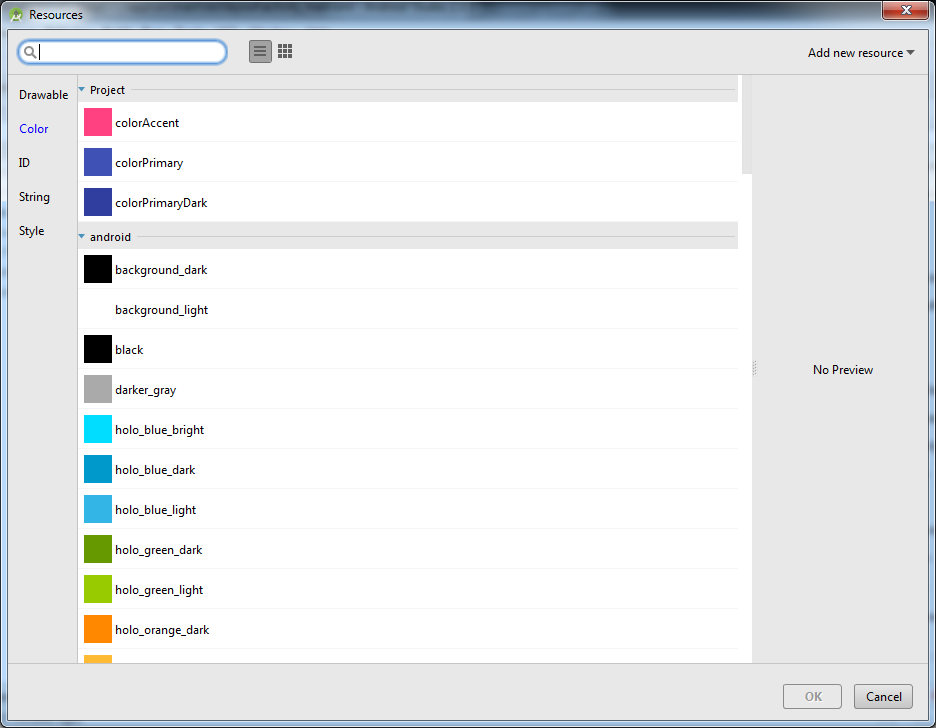 Resources
Add new resource
Drawable
Color
ID
String
Style
Project
colorAccent
colorPrimary
colorPrimaryDark
android
background_dark
background_light
black
darker_gray
holo_blue_bright
holo_blue_dark
holo_blue_light
holo_green_dark
holo_green_light
holo_orange_dark
No Preview
OK
Cancel